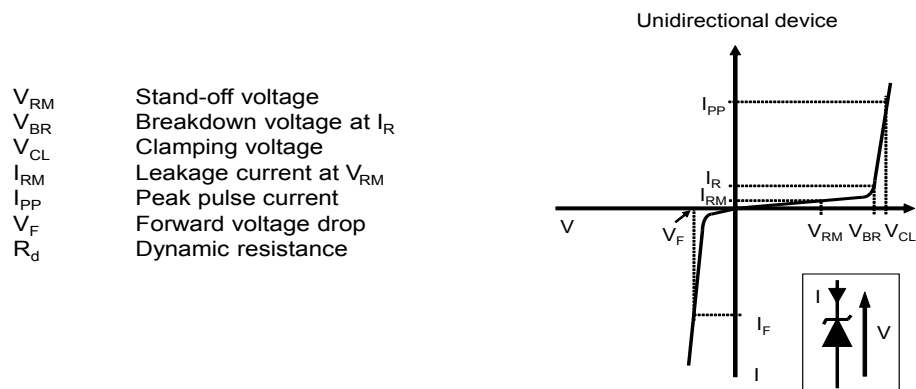 Unidirectional device
V_RM Stand-off voltage
V_BR Breakdown voltage at I_R
V_CL Clamping voltage
I_RM Leakage current at V_RM
I_PP Peak pulse current
V_F Forward voltage drop
R_d Dynamic resistance
I_PP
I_R
I_RM
V
V_F
V_RM V_BR V_CL
I_F
I
I
V